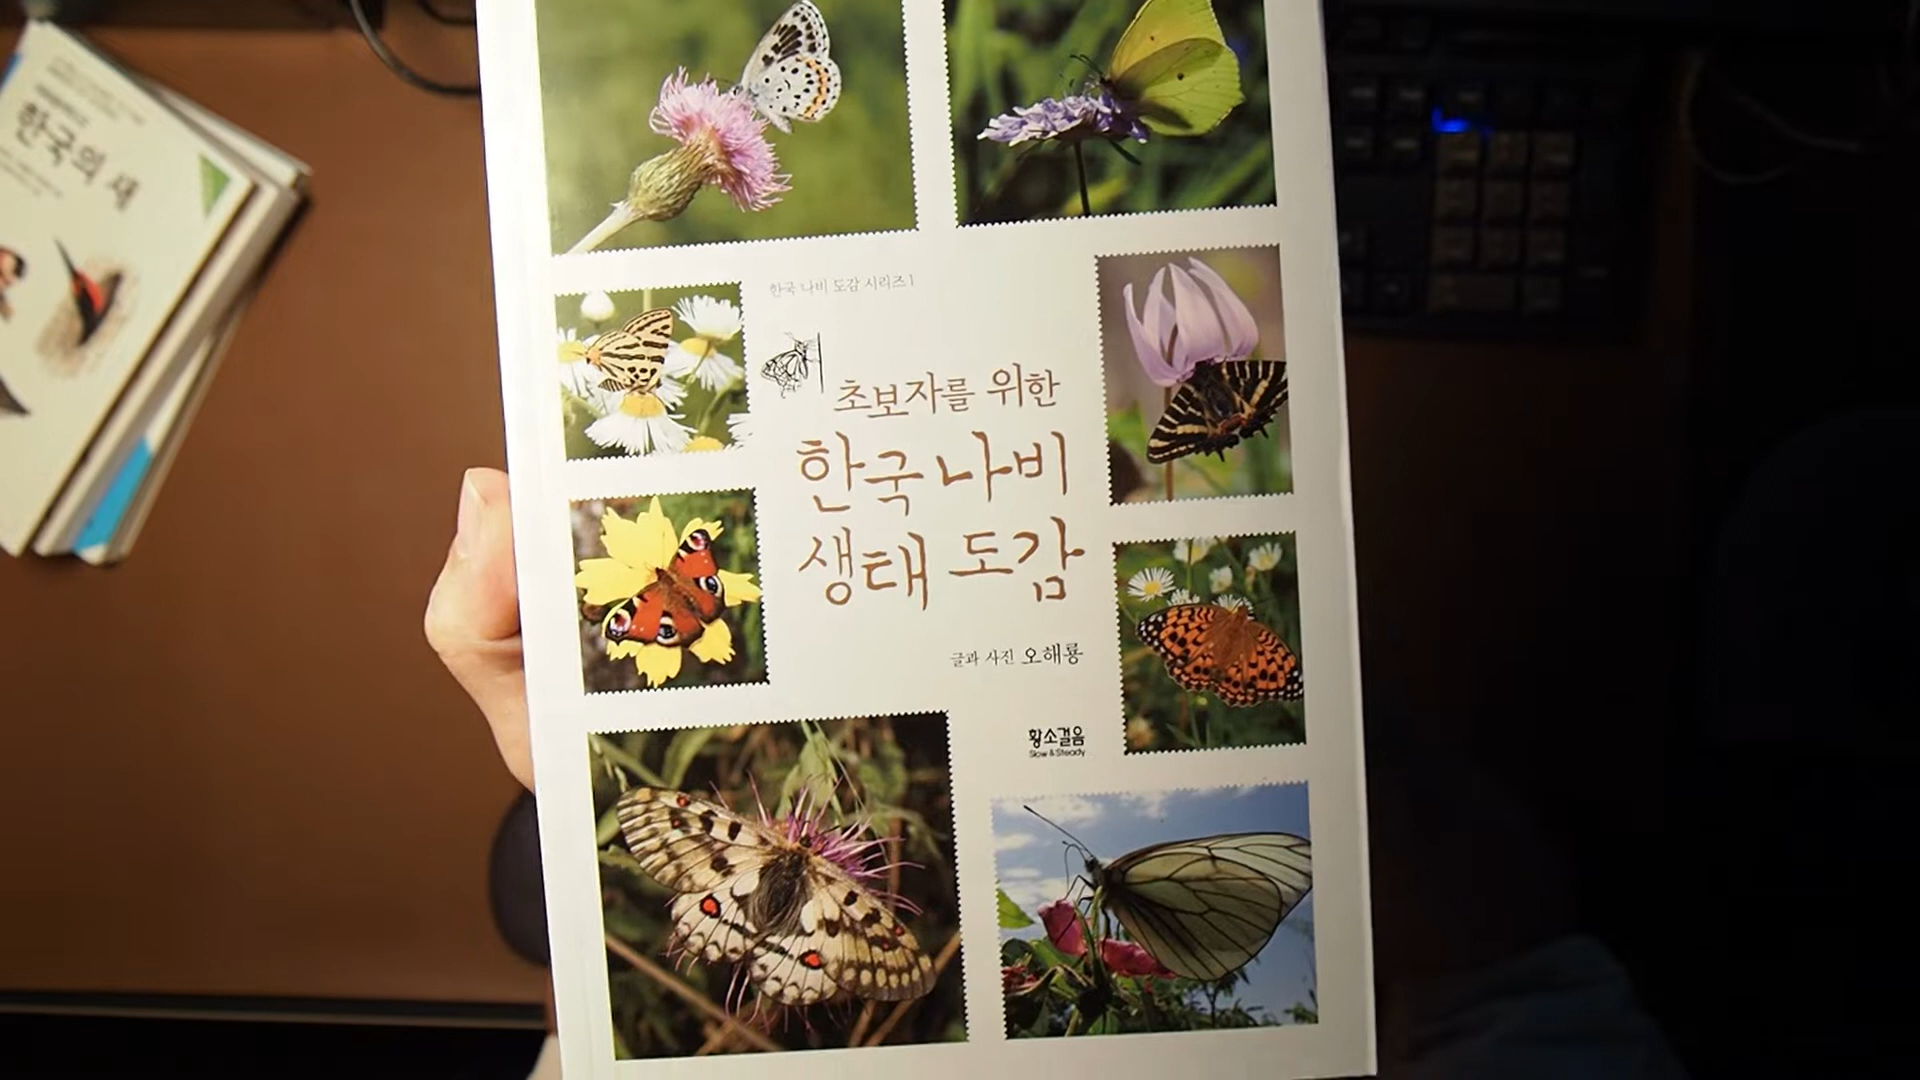 한국의 새
한국 나비 도감 시리즈 1
초보자를 위한
한국 나비
생태 도감
글과 사진 오해룡
황소걸음
Slow & Steady